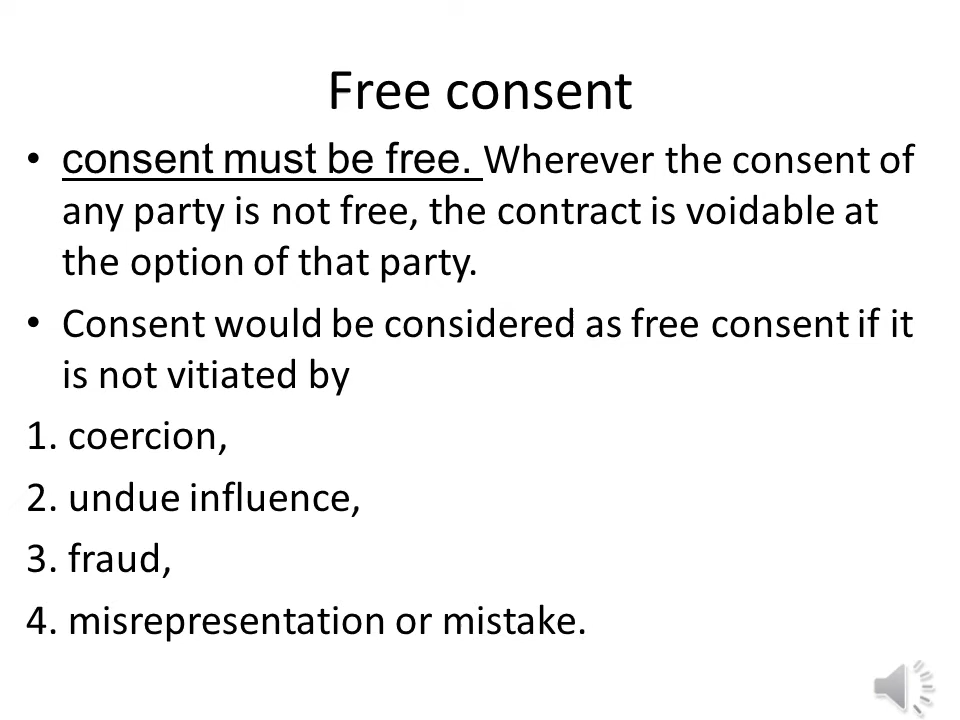 Free consent
• consent must be free. Wherever the consent of
any party is not free, the contract is voidable at
the option of that party.
• Consent would be considered as free consent if it
is not vitiated by
1. coercion,
2. undue influence,
3. fraud,
4. misrepresentation or mistake.